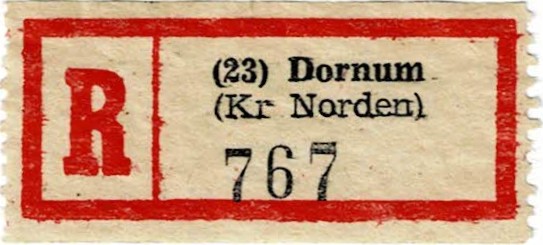 R
(23) Dornum
(Kr Norden)
767